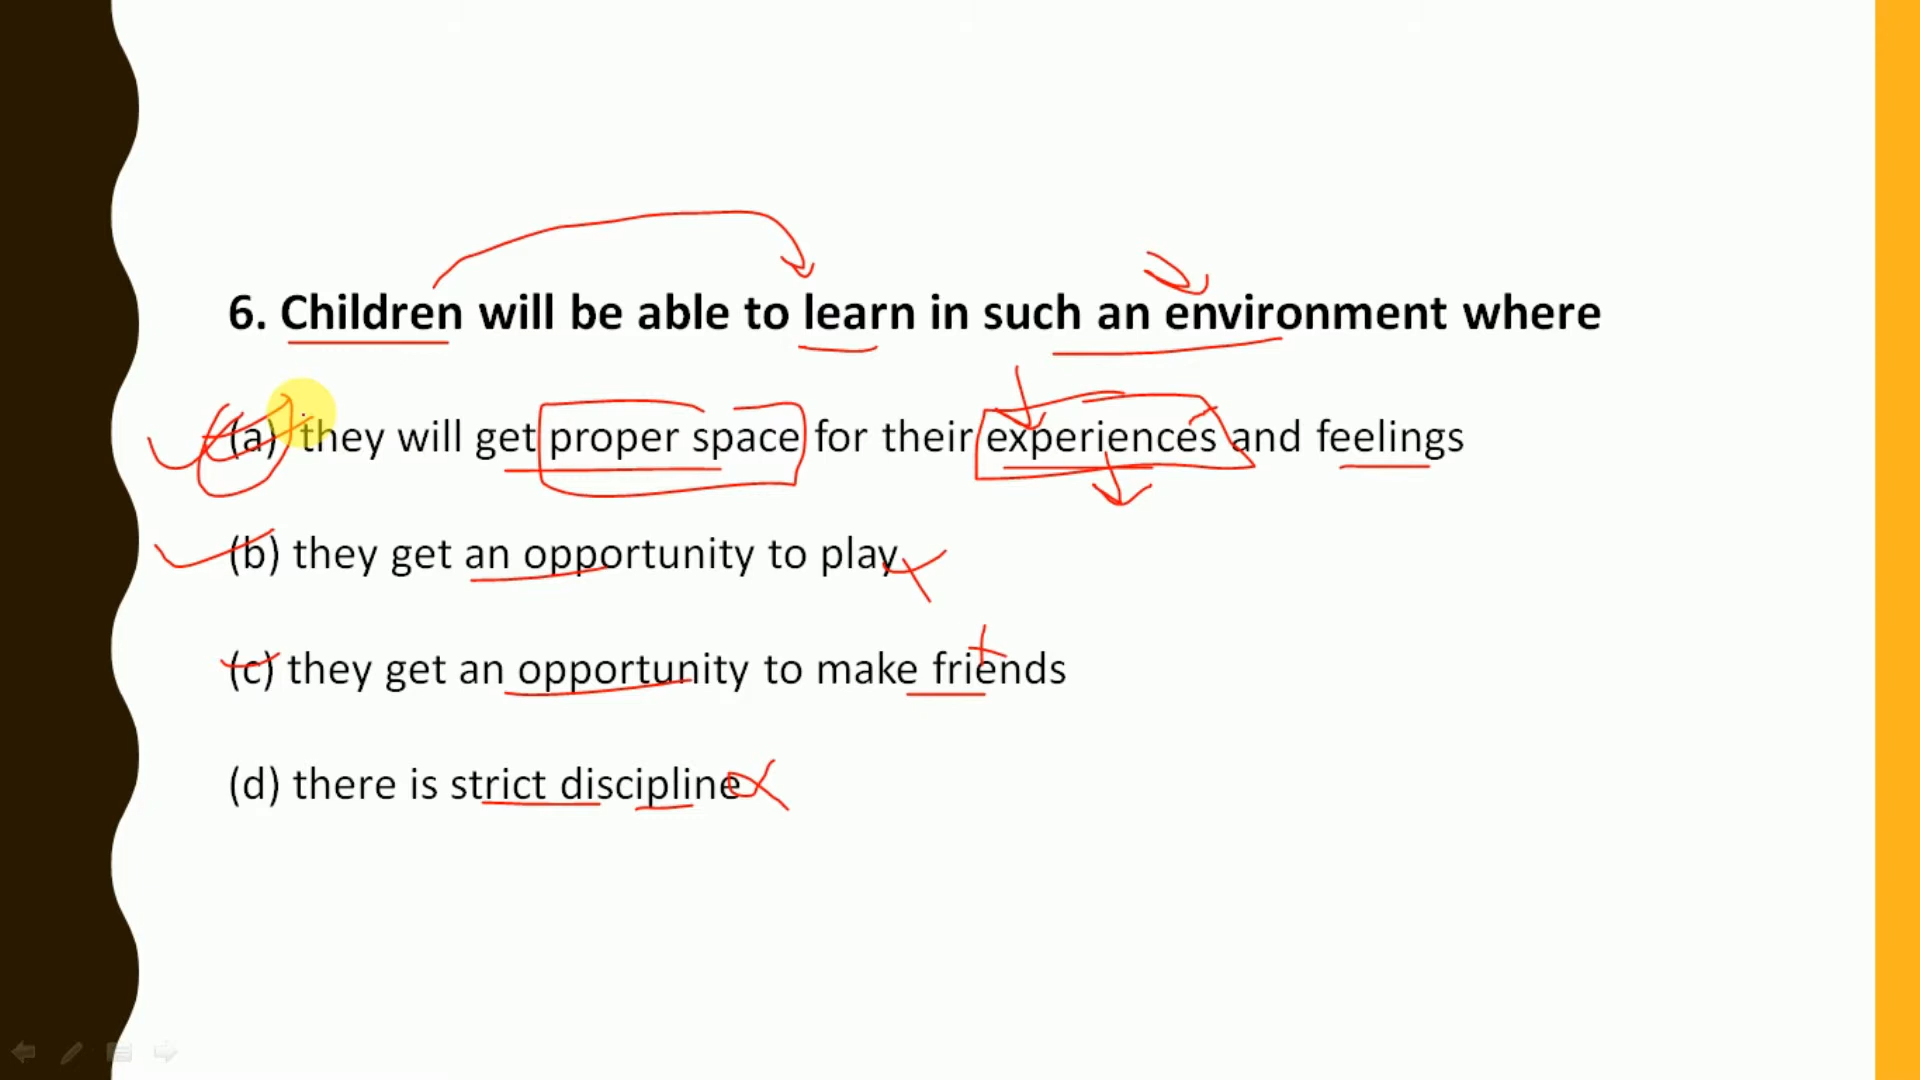 6. Children will be able to learn in such an environment where
(a) they will get proper space for their experiences and feelings
(b) they get an opportunity to play
(c) they get an opportunity to make friends
(d) there is strict discipline